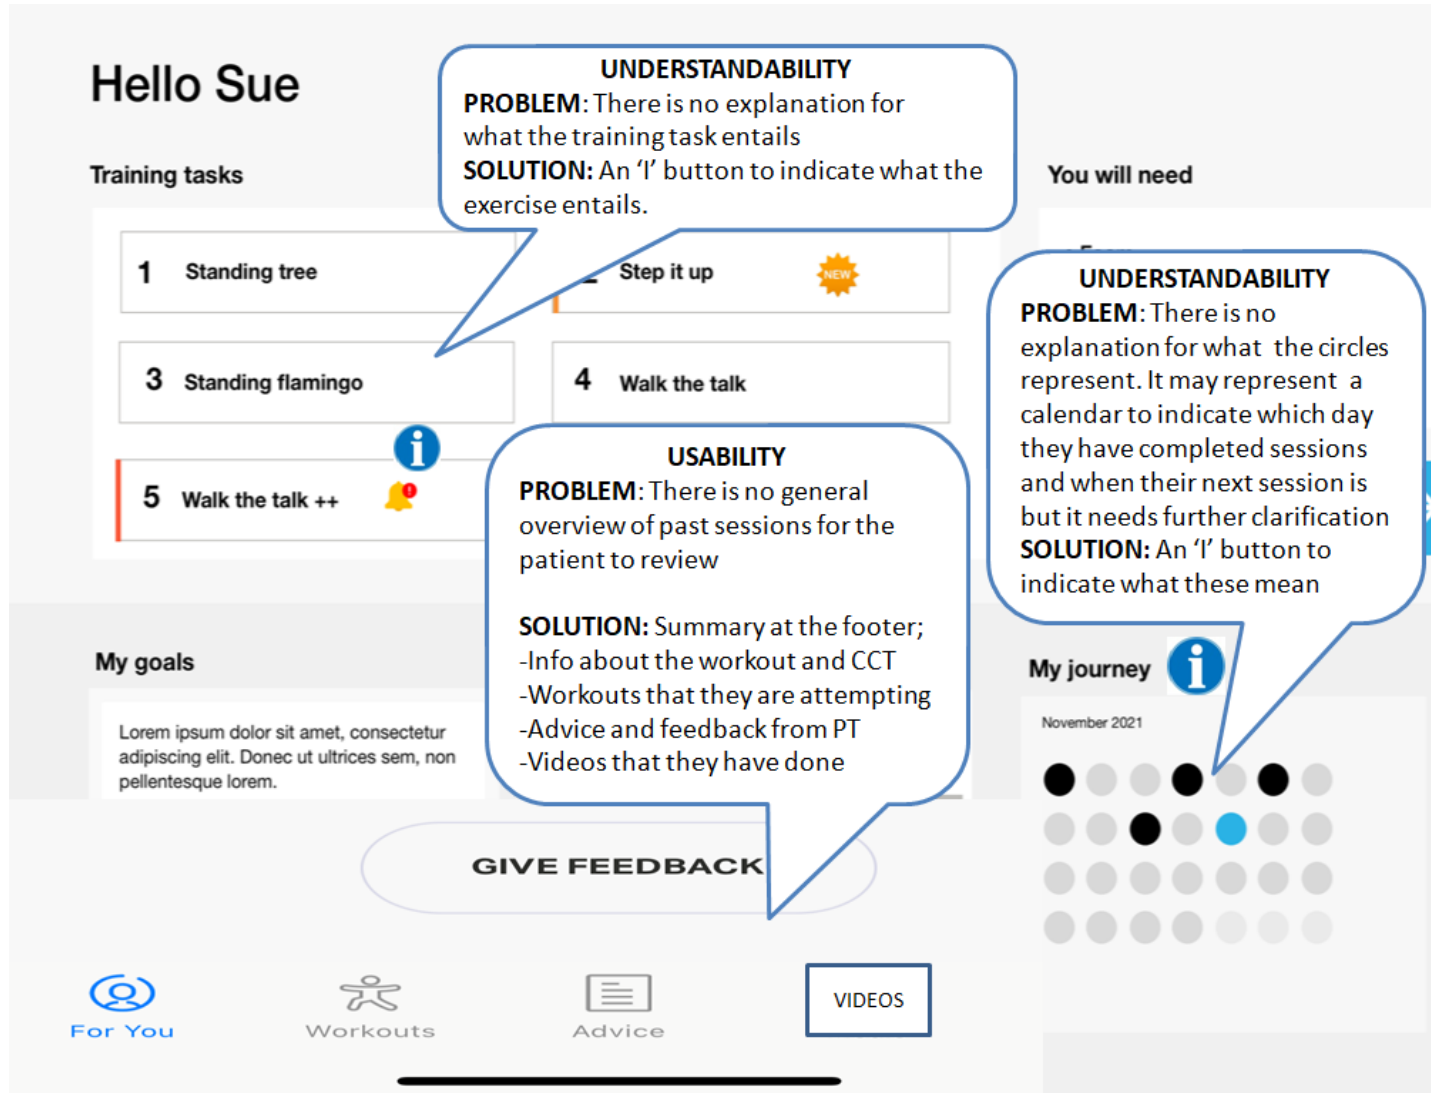 Hello Sue
UNDERSTANDABILITY
PROBLEM: There is no explanation for
what the training task entails
SOLUTION: An ‘I’ button to indicate what the
exercise entails.
Training tasks
You will need
1 Standing tree
Step it up
NEW
3 Standing flamingo
4 Walk the talk
5 Walk the talk ++
UNDERSTANDABILITY
PROBLEM: There is no
explanation for what the circles
represent. It may represent a
calendar to indicate which day
they have completed sessions
and when their next session is
but it needs further clarification
SOLUTION: An ‘I’ button to
indicate what these mean
USABILITY
PROBLEM: There is no general
overview of past sessions for the
patient to review
SOLUTION: Summary at the footer;
-Info about the workout and CCT
-Workouts that they are attempting
-Advice and feedback from PT
-Videos that they have done
My goals
Lorem ipsum dolor sit amet, consectetur
adipiscing elit. Donec ut ultrices sem, non
pellentesque lorem.
My journey
i
i
November 2021
GIVE FEEDBACK
For You
Workouts
Advice
VIDEOS